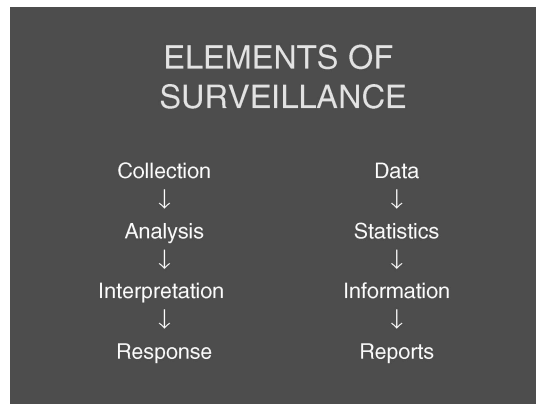 ELEMENTS OF
SURVEILLANCE
Collection Data
↓ ↓
Analysis Statistics
↓ ↓
Interpretation Information
↓ ↓
Response Reports